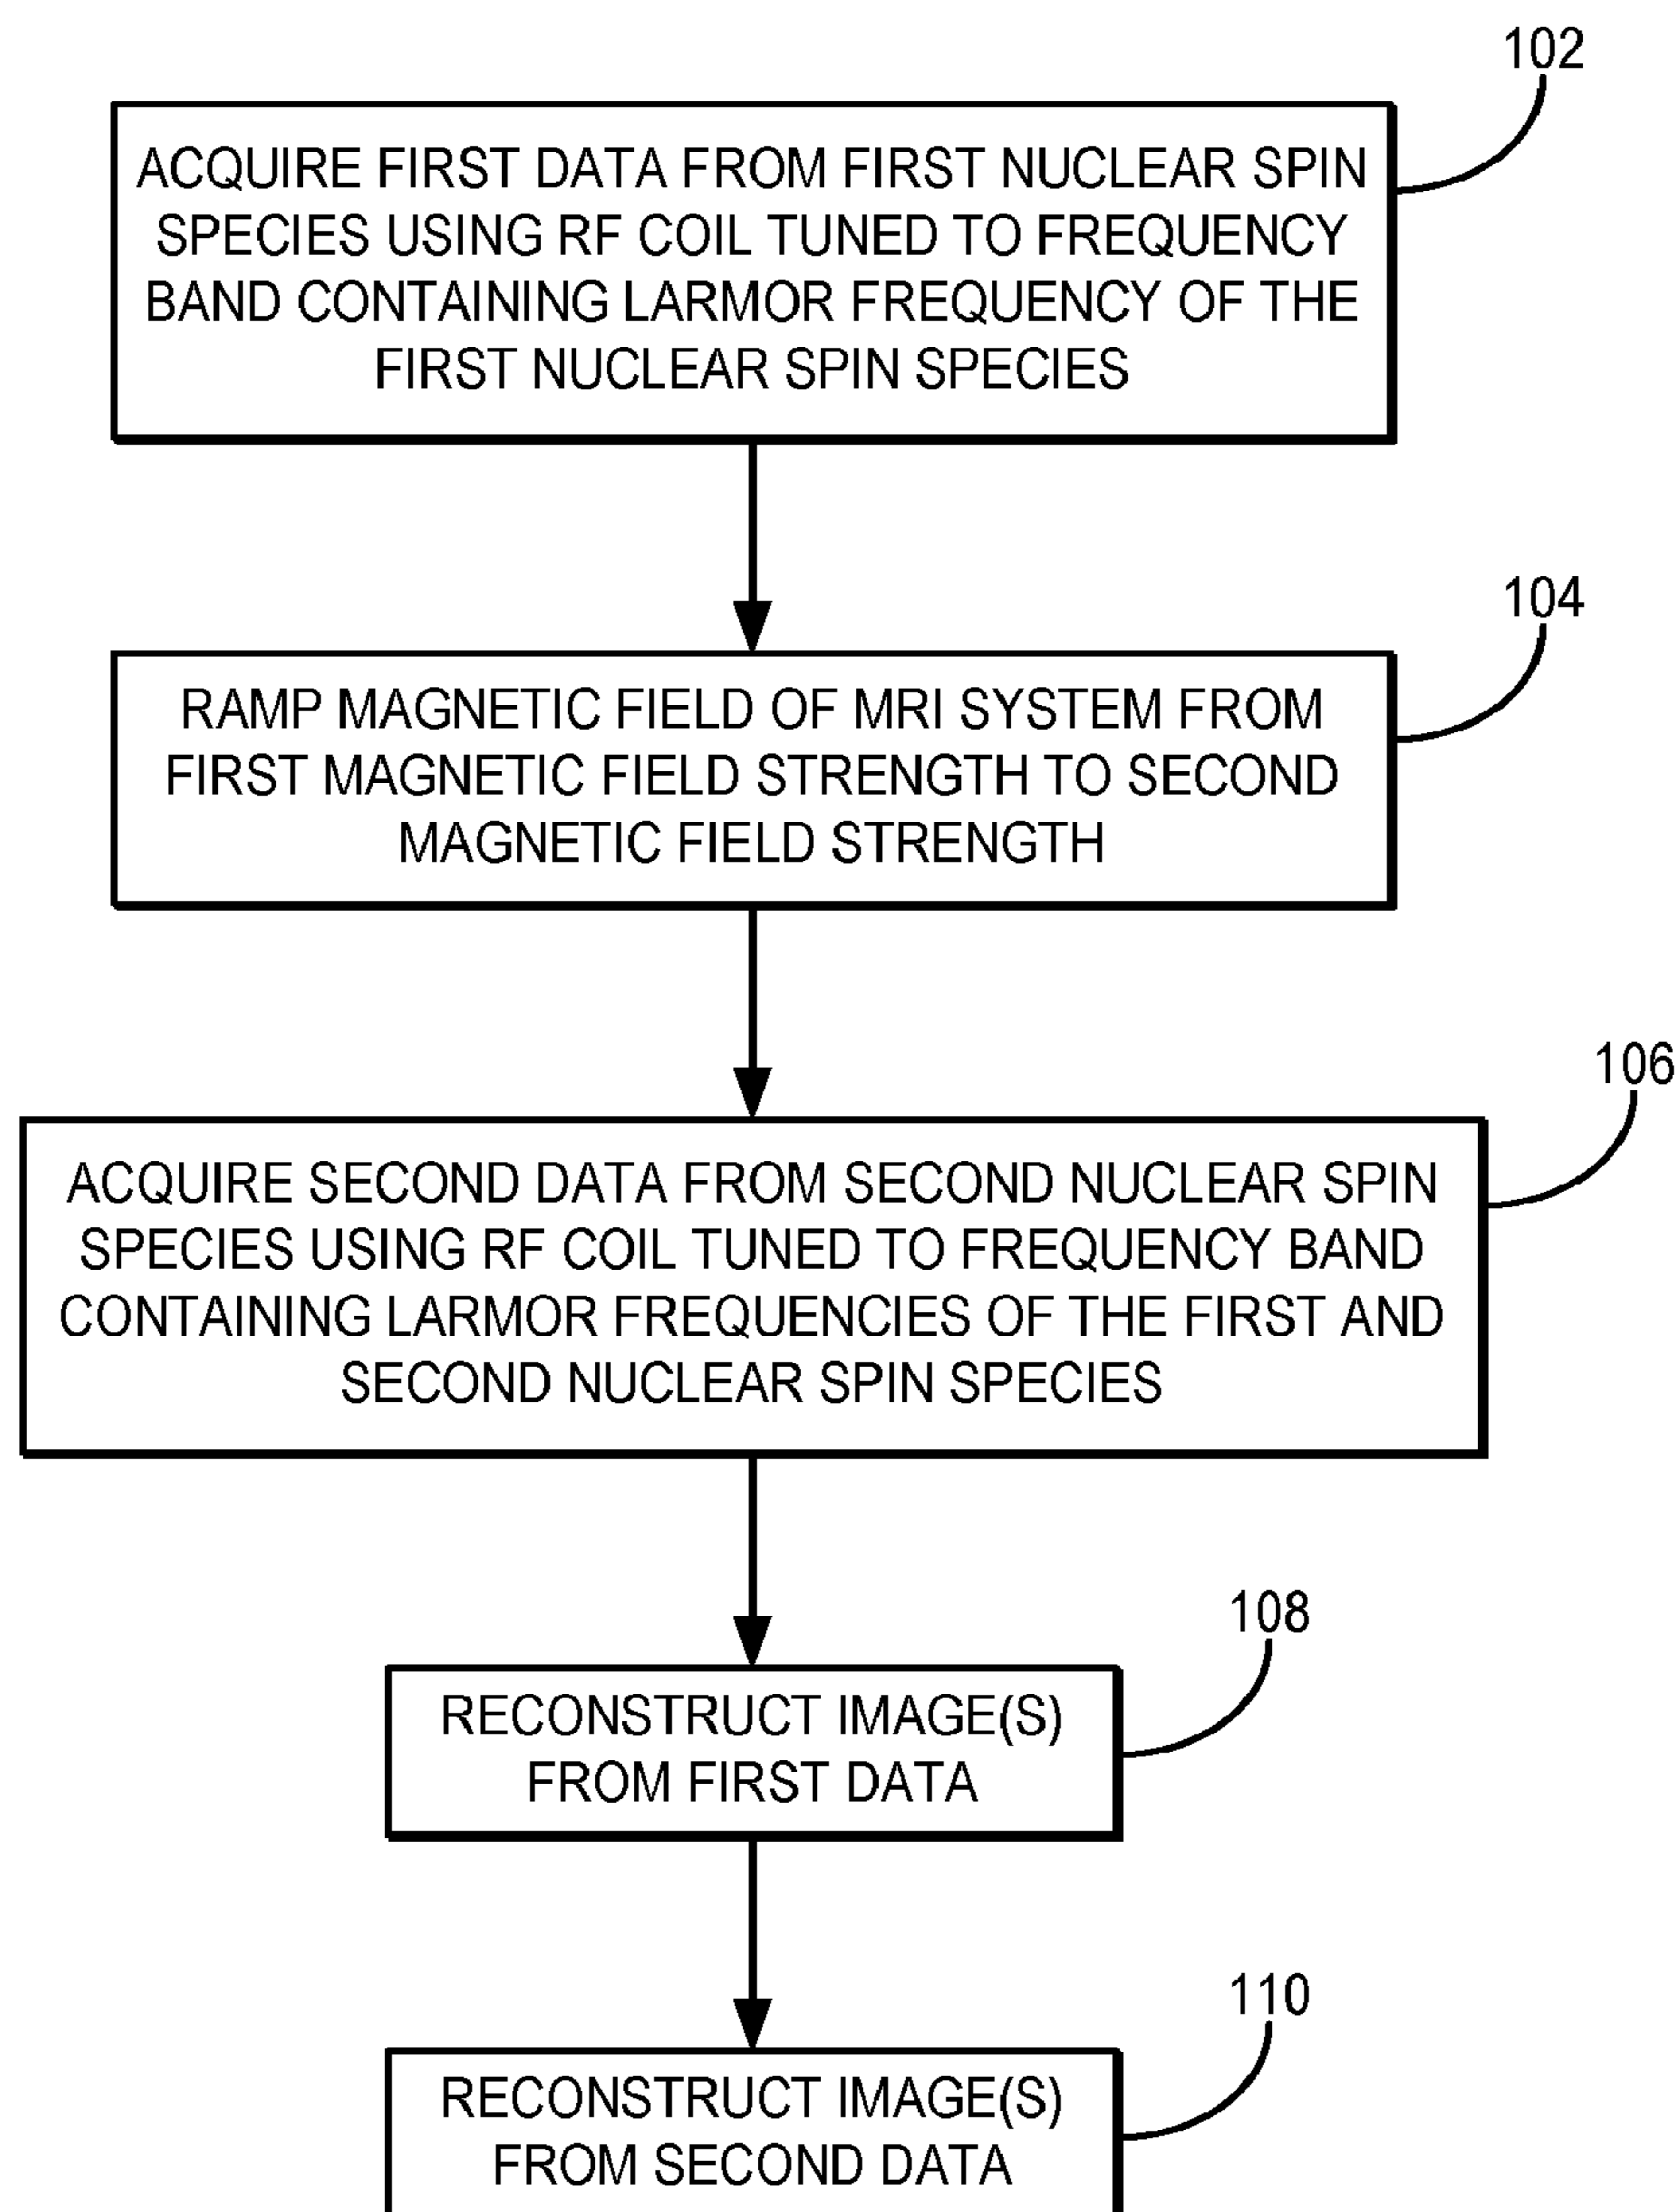 102
ACQUIRE FIRST DATA FROM FIRST NUCLEAR SPIN
SPECIES USING RF COIL TUNED TO FREQUENCY
BAND CONTAINING LARMOR FREQUENCY OF THE
FIRST NUCLEAR SPIN SPECIES
104
RAMP MAGNETIC FIELD OF MRI SYSTEM FROM
FIRST MAGNETIC FIELD STRENGTH TO SECOND
MAGNETIC FIELD STRENGTH
106
ACQUIRE SECOND DATA FROM SECOND NUCLEAR SPIN
SPECIES USING RF COIL TUNED TO FREQUENCY BAND
CONTAINING LARMOR FREQUENCIES OF THE FIRST AND
SECOND NUCLEAR SPIN SPECIES
108
RECONSTRUCT IMAGE(S)
FROM FIRST DATA
110
RECONSTRUCT IMAGE(S)
FROM SECOND DATA